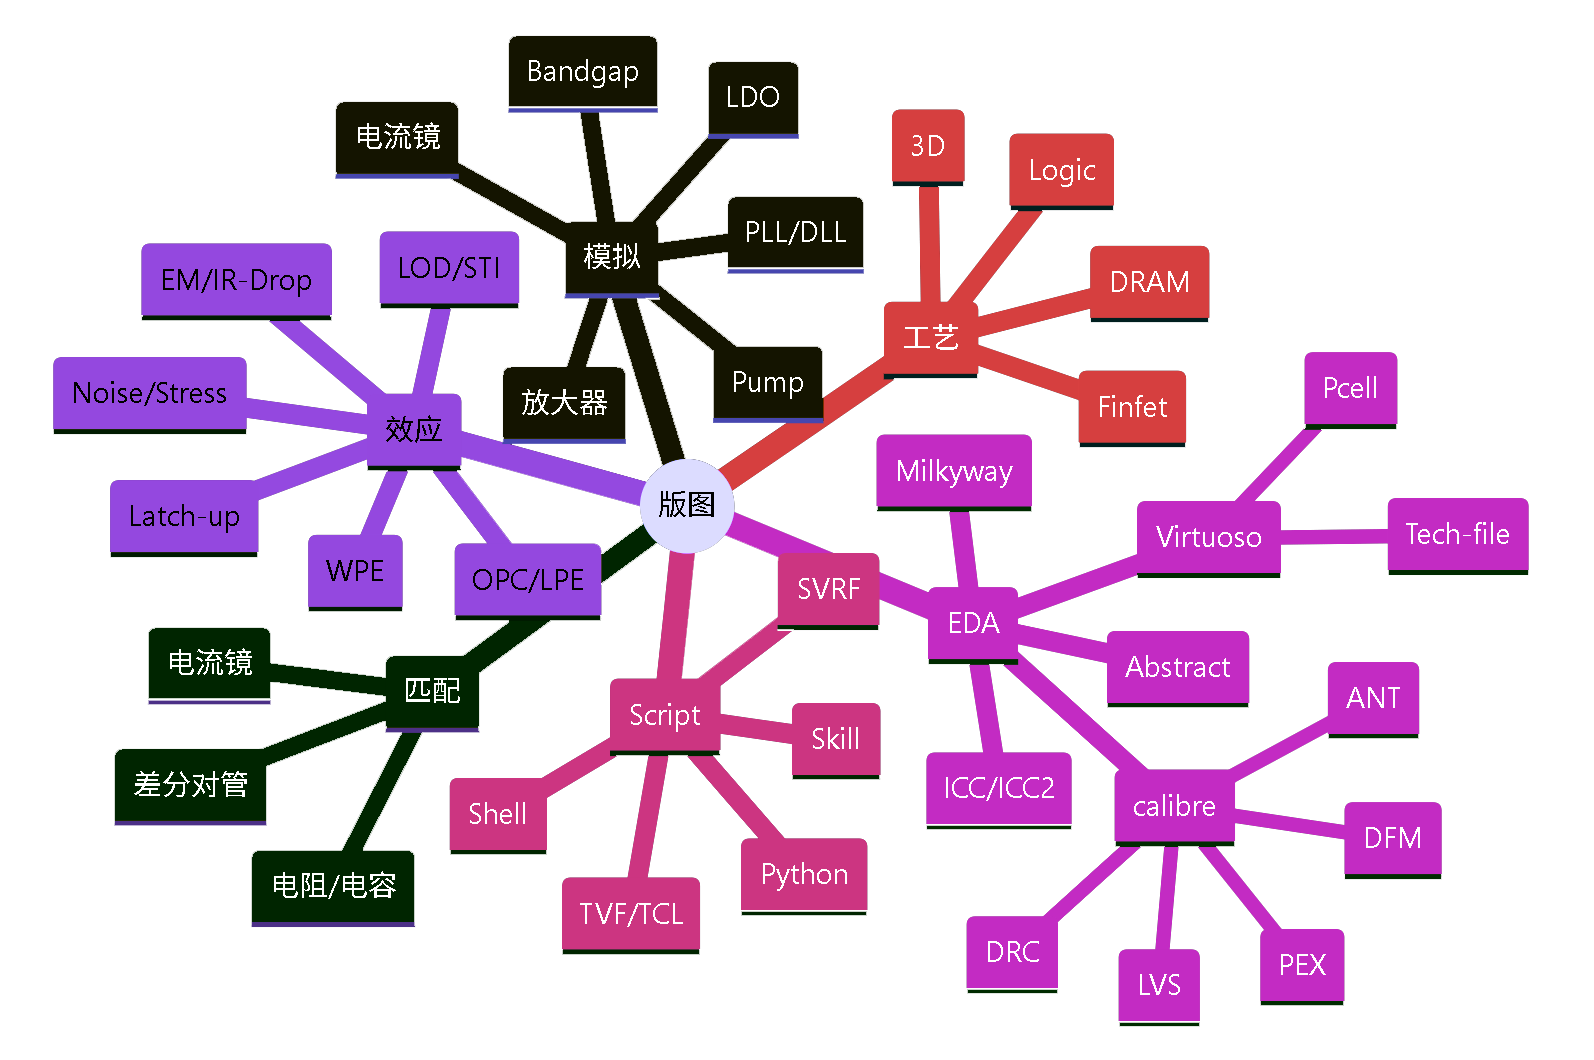 版图
模拟
电流镜
Bandgap
LDO
PLL/DLL
Pump
放大器
工艺
3D
Logic
DRAM
Finfet
效应
EM/IR-Drop
LOD/STI
Noise/Stress
Latch-up
WPE
OPC/LPE
匹配
电流镜
差分对管
电阻/电容
Script
SVRF
Skill
Python
TVF/TCL
Shell
EDA
Milkyway
Virtuoso
Pcell
Tech-file
Abstract
ICC/ICC2
calibre
ANT
DFM
PEX
LVS
DRC